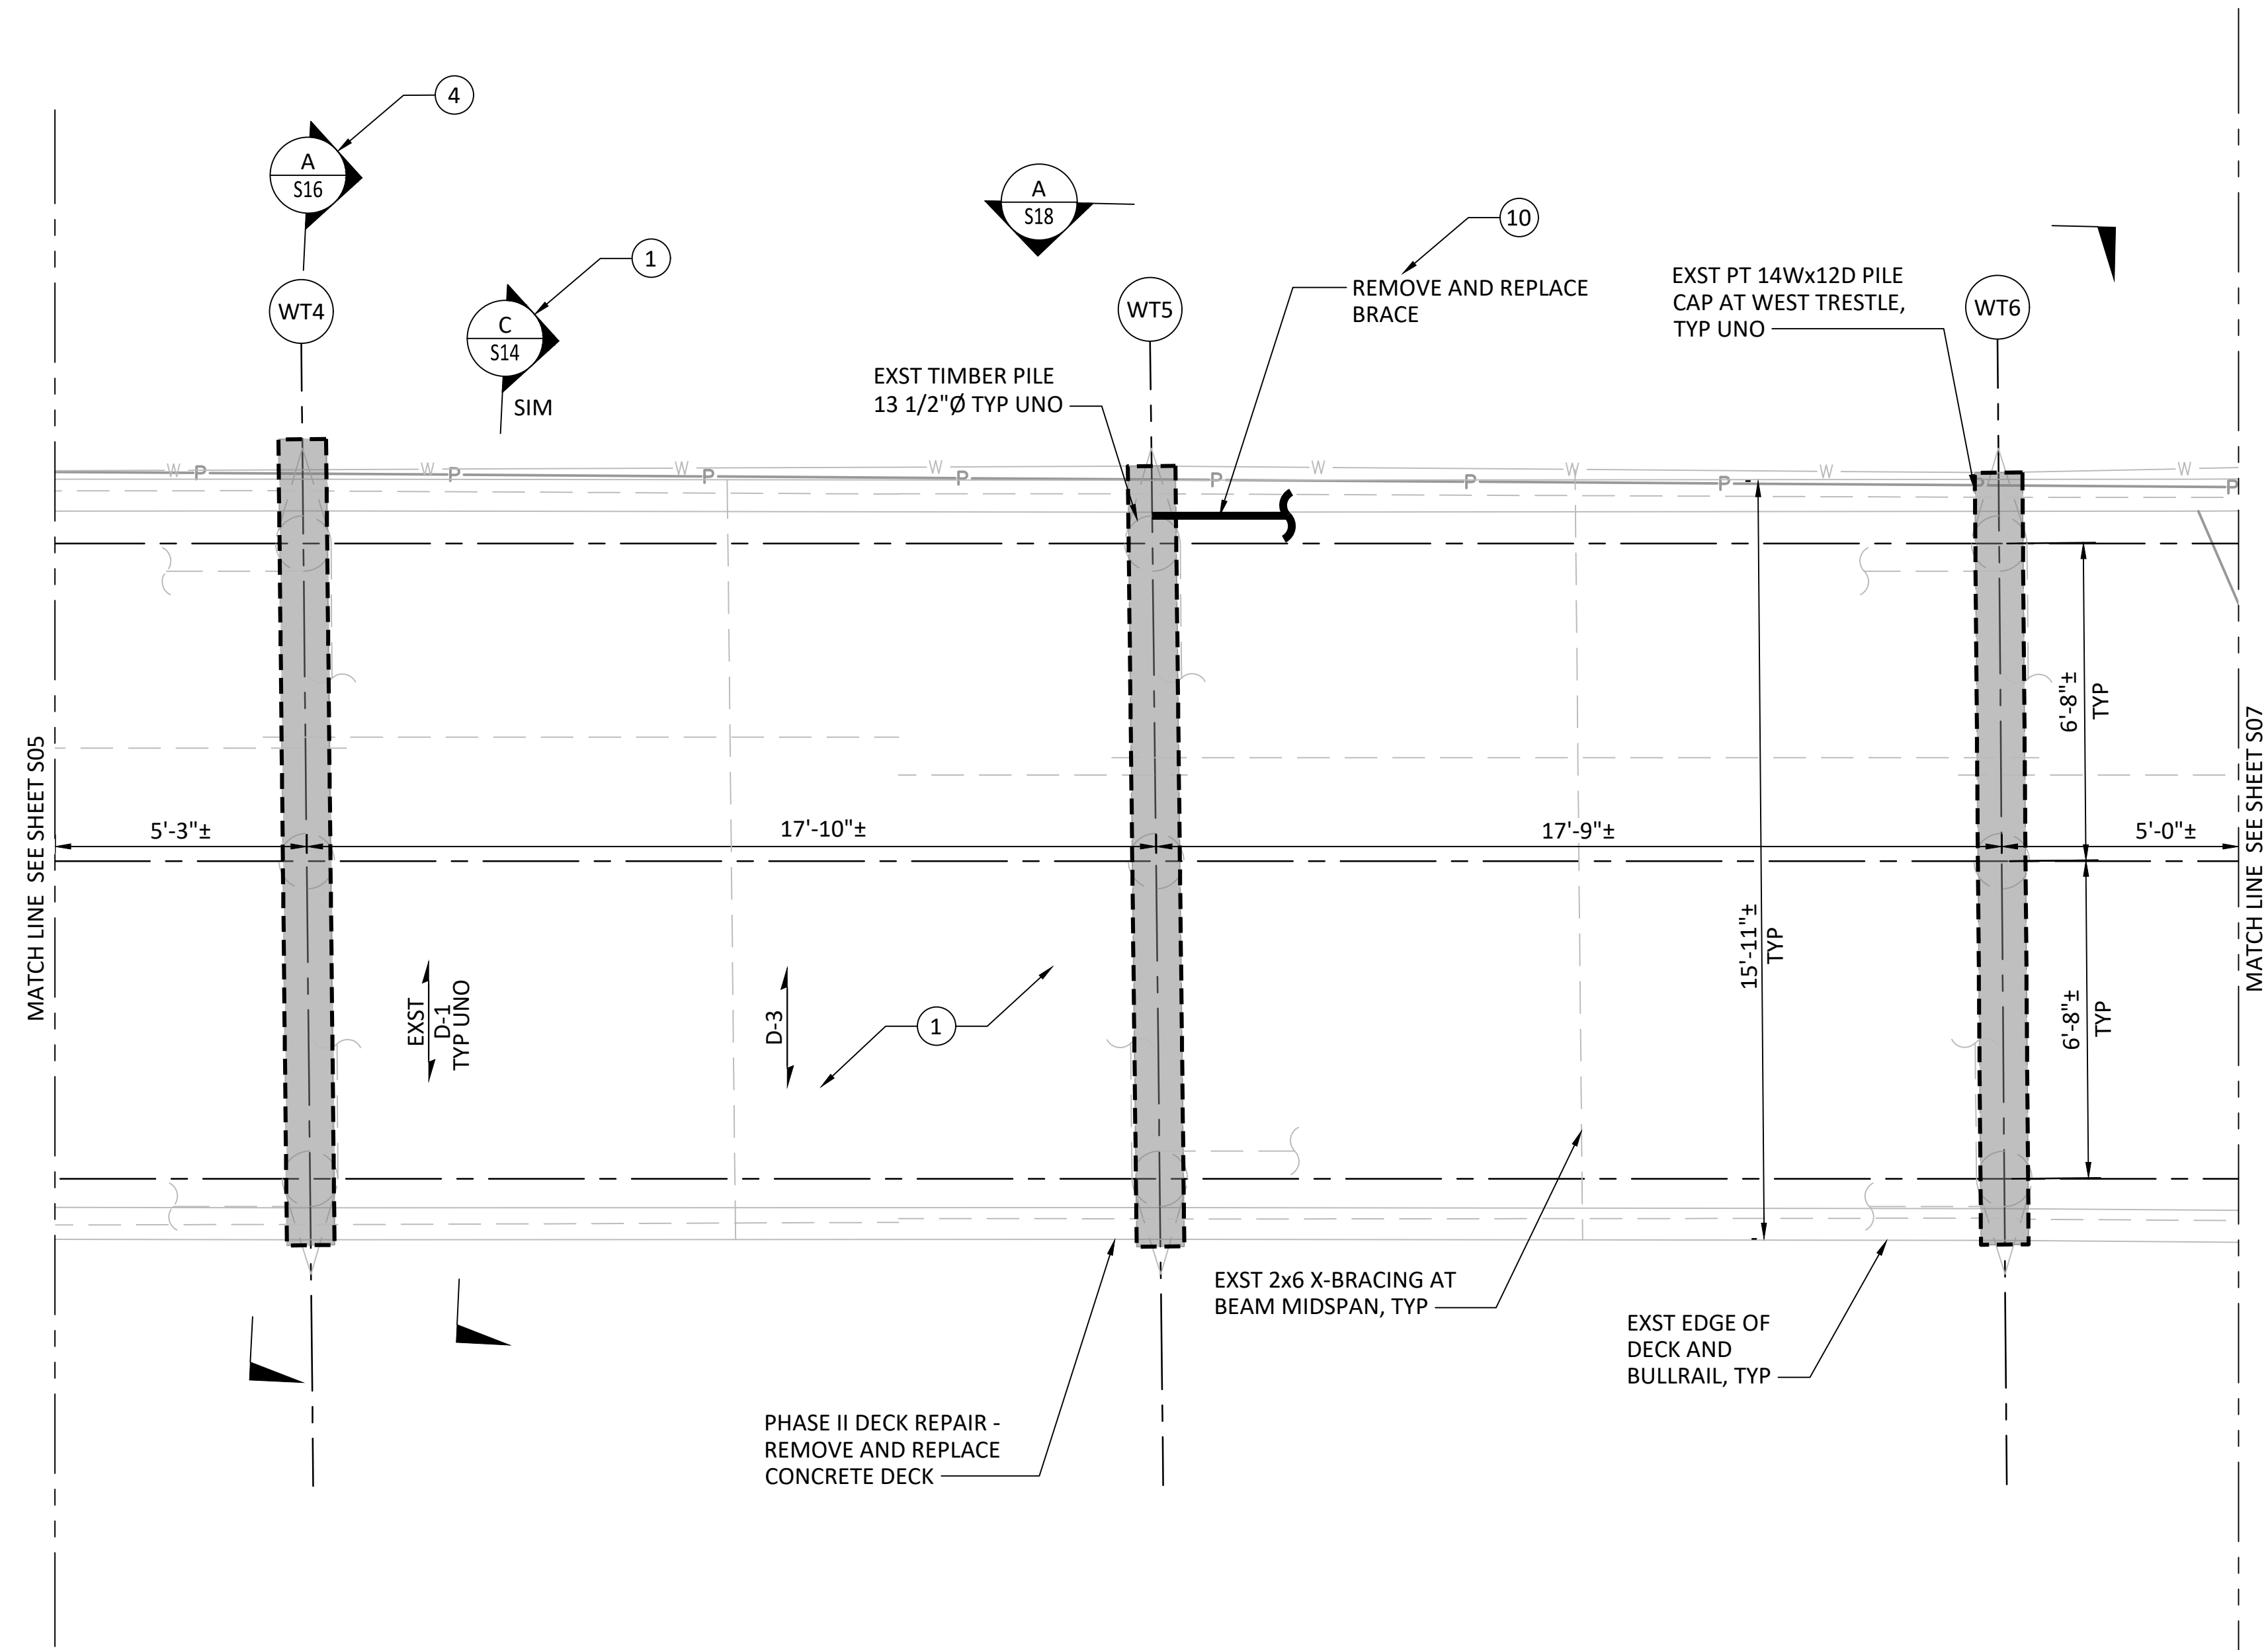 4
A
S16
A
S18
10
1
REMOVE AND REPLACE
BRACE
EXST PT 14Wx12D PILE
CAP AT WEST TRESTLE,
TYP UNO
WT4
WT5
WT6
C
S14
SIM
EXST TIMBER PILE
13 1/2"Ø TYP UNO
W
P
W
P
W
P
W
P
P
W
P
W
P
W
W
P
6'-8"±
TYP
MATCH LINE SEE SHEET S05
MATCH LINE SEE SHEET S07
5'-3"±
17'-10"±
17'-9"±
5'-0"±
15'-11"±
TYP
EXST
D-1
TYP UNO
D-3
1
6'-8"±
TYP
EXST 2x6 X-BRACING AT
BEAM MIDSPAN, TYP
EXST EDGE OF
DECK AND
BULLRAIL, TYP
PHASE II DECK REPAIR -
REMOVE AND REPLACE
CONCRETE DECK